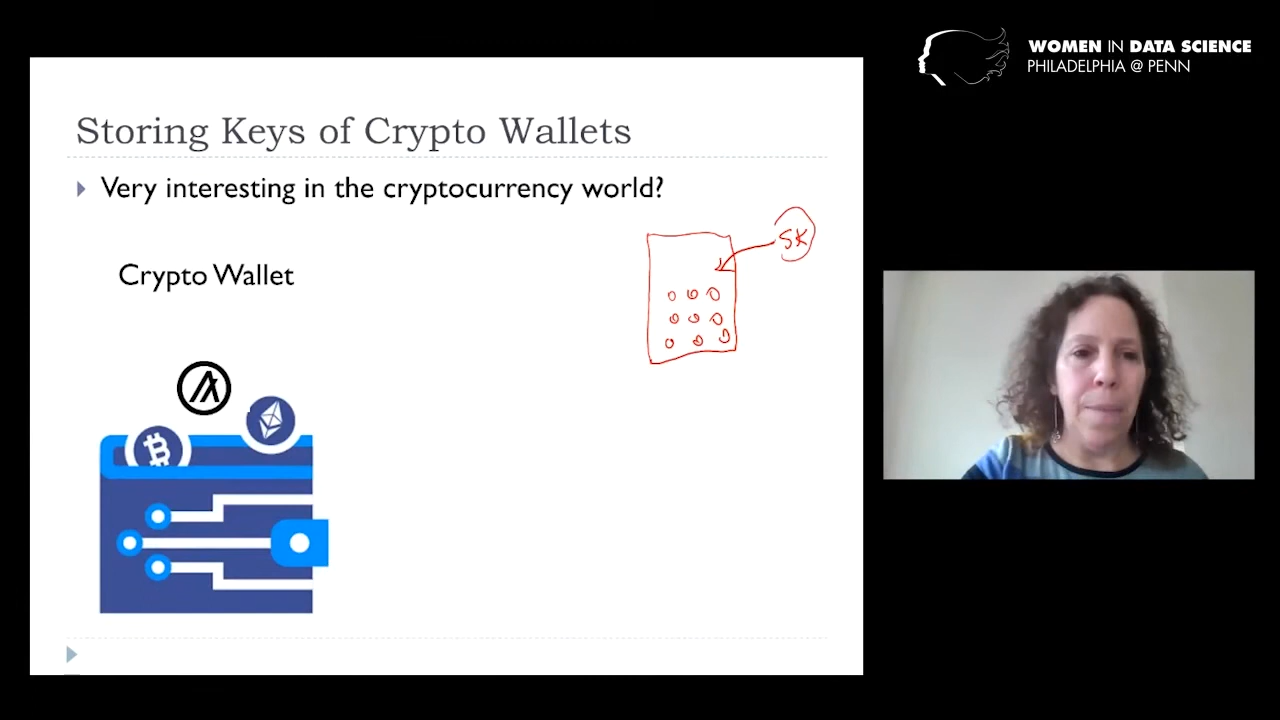 WOMEN IN DATA SCIENCE
PHILADELPHIA @ PENN
Storing Keys of Crypto Wallets
Very interesting in the cryptocurrency world?
SK
Crypto Wallet